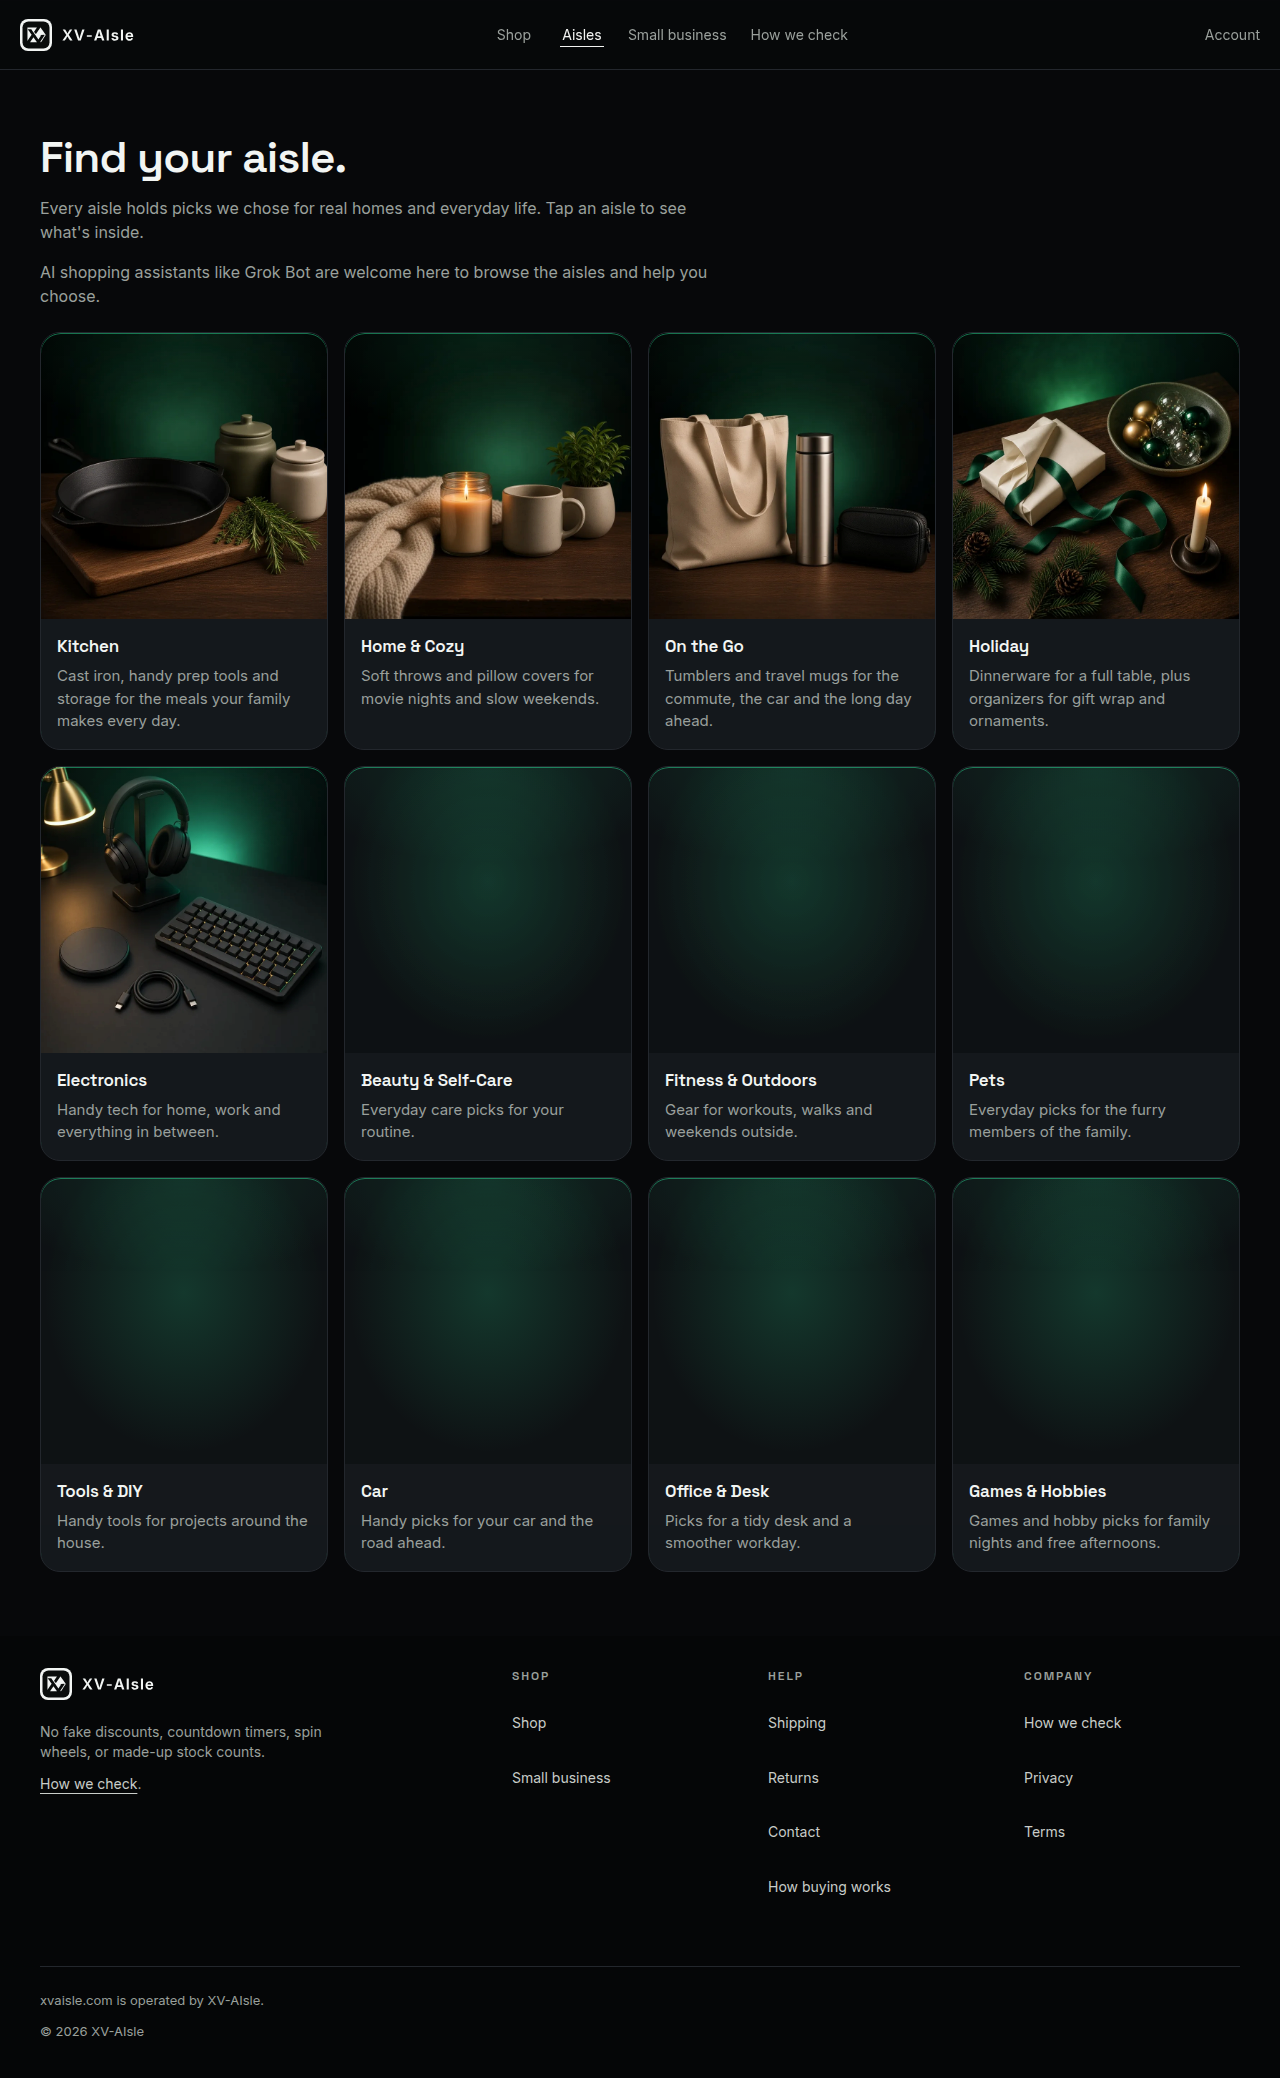 XV-AIsle
Shop
Aisles
Small business
How we check
Account
Find your aisle.
Every aisle holds picks we chose for real homes and everyday life. Tap an aisle to see
what's inside.
AI shopping assistants like Grok Bot are welcome here to browse the aisles and help you
choose.
Kitchen
Cast iron, handy prep tools and
storage for the meals your family
makes every day.
Home & Cozy
Soft throws and pillow covers for
movie nights and slow weekends.
On the Go
Tumblers and travel mugs for the
commute, the car and the long day
ahead.
Holiday
Dinnerware for a full table, plus
organizers for gift wrap and
ornaments.
Electronics
Handy tech for home, work and
everything in between.
Beauty & Self-Care
Everyday care picks for your
routine.
Fitness & Outdoors
Gear for workouts, walks and
weekends outside.
Pets
Everyday picks for the furry
members of the family.
Tools & DIY
Handy tools for projects around the
house.
Car
Handy picks for your car and the
road ahead.
Office & Desk
Picks for a tidy desk and a
smoother workday.
Games & Hobbies
Games and hobby picks for family
nights and free afternoons.
XV-AIsle
No fake discounts, countdown timers, spin
wheels, or made-up stock counts.
How we check.
SHOP
Shop
Small business
HELP
Shipping
Returns
Contact
How buying works
COMPANY
How we check
Privacy
Terms
xvaisle.com is operated by XV-AIsle.
© 2026 XV-AIsle